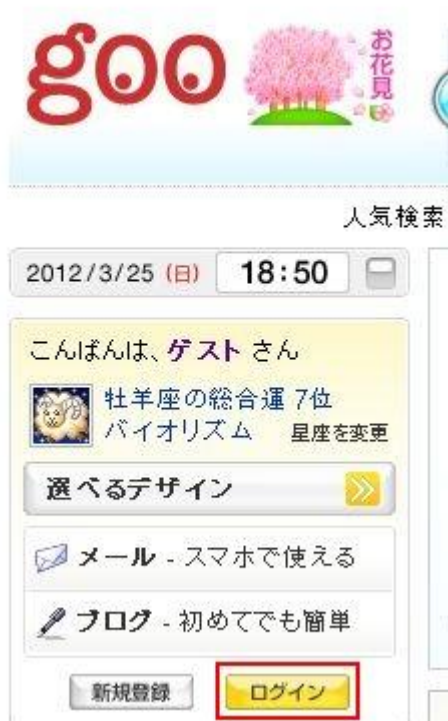 goo
お花見
人気検索
2012/3/25 (日) 18:50
こんばんは、ゲスト さん
牡羊座の総合運 7位
バイオリズム 星座を変更
選べるデザイン
メール - スマホで使える
ブログ - 初めてでも簡単
新規登録 ログイン